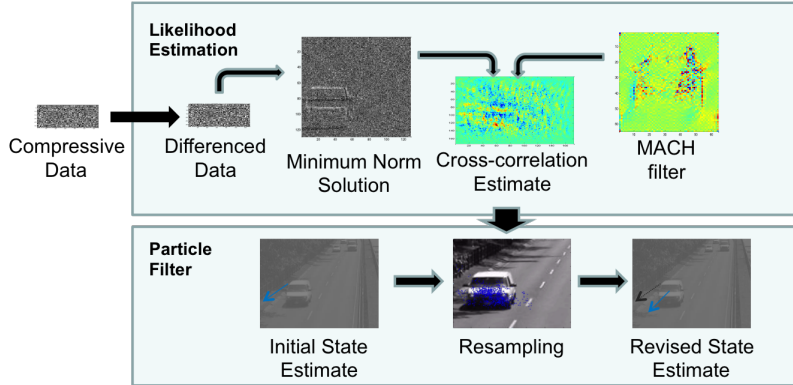 Likelihood
Estimation
Compressive
Data
Differenced
Data
Minimum Norm
Solution
Cross-correlation
Estimate
MACH
filter
Particle
Filter
Initial State
Estimate
Resampling
Revised State
Estimate